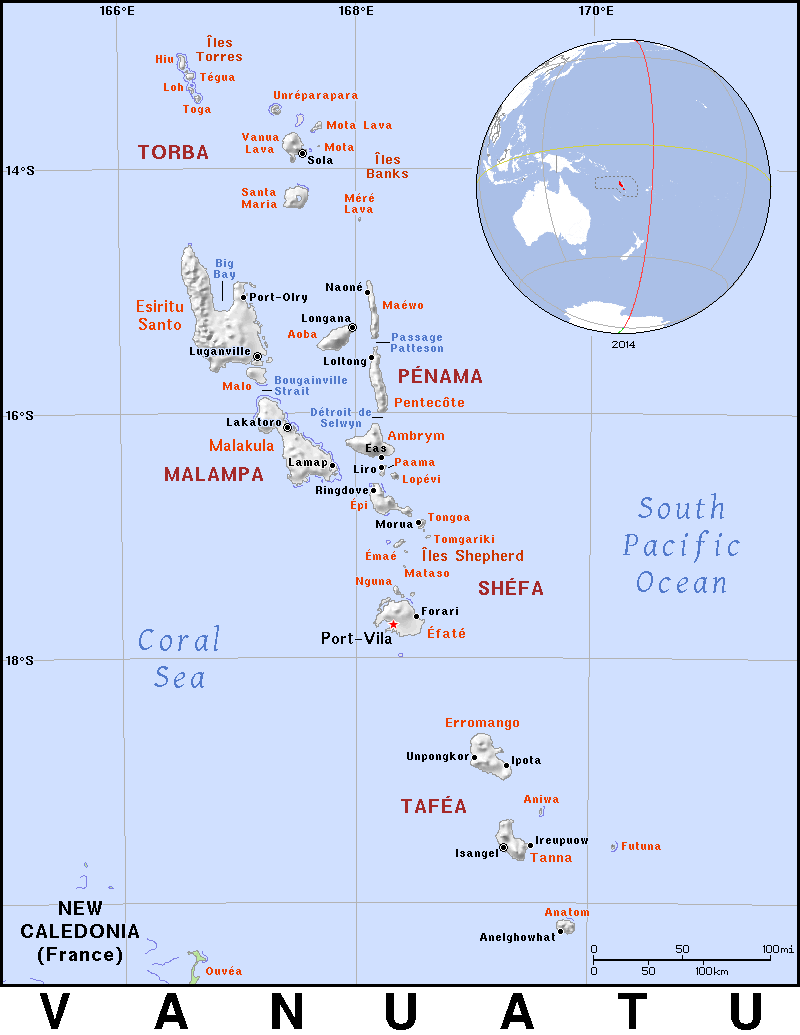 166°E
168°E
170°E
Îles
Torres
Hiu
Tégua
Loh
Toga
Unréparapara
Mota Lava
Vanua
Lava
Mota
Sola
TORBA
14°S
Îles
Banks
Santa
Maria
Méré
Lava
2014
Big
Bay
Port-Olry
Esiritu
Santo
Naoné
Maéwo
Longana
Aoba
Passage
Patteson
Luganville
Loltong
PÉNAMA
Malo
Bougainville
Strait
Pentecôte
16°S
Détroit de
Selwyn
Lakatoro
Ambrym
Malakula
Eas
Lamap
Liro
Paama
MALAMPA
Lopévi
Ringdove
Épi
Tongoa
Morua
Tomgariki
Émaé
Îles Shepherd
Mataso
Nguna
SHÉFA
Forari
Port-Vila
Éfaté
South
Pacific
Ocean
Coral
Sea
18°S
Erromango
Unpongkor
Ipota
TAFÉA
Aniwa
Ireupuow
Isangel
Tanna
Futuna
NEW
CALEDONIA
(France)
Anatom
Anelghowhat
Ouvéa
0 50 100mi
0 50 100km
VANUATU